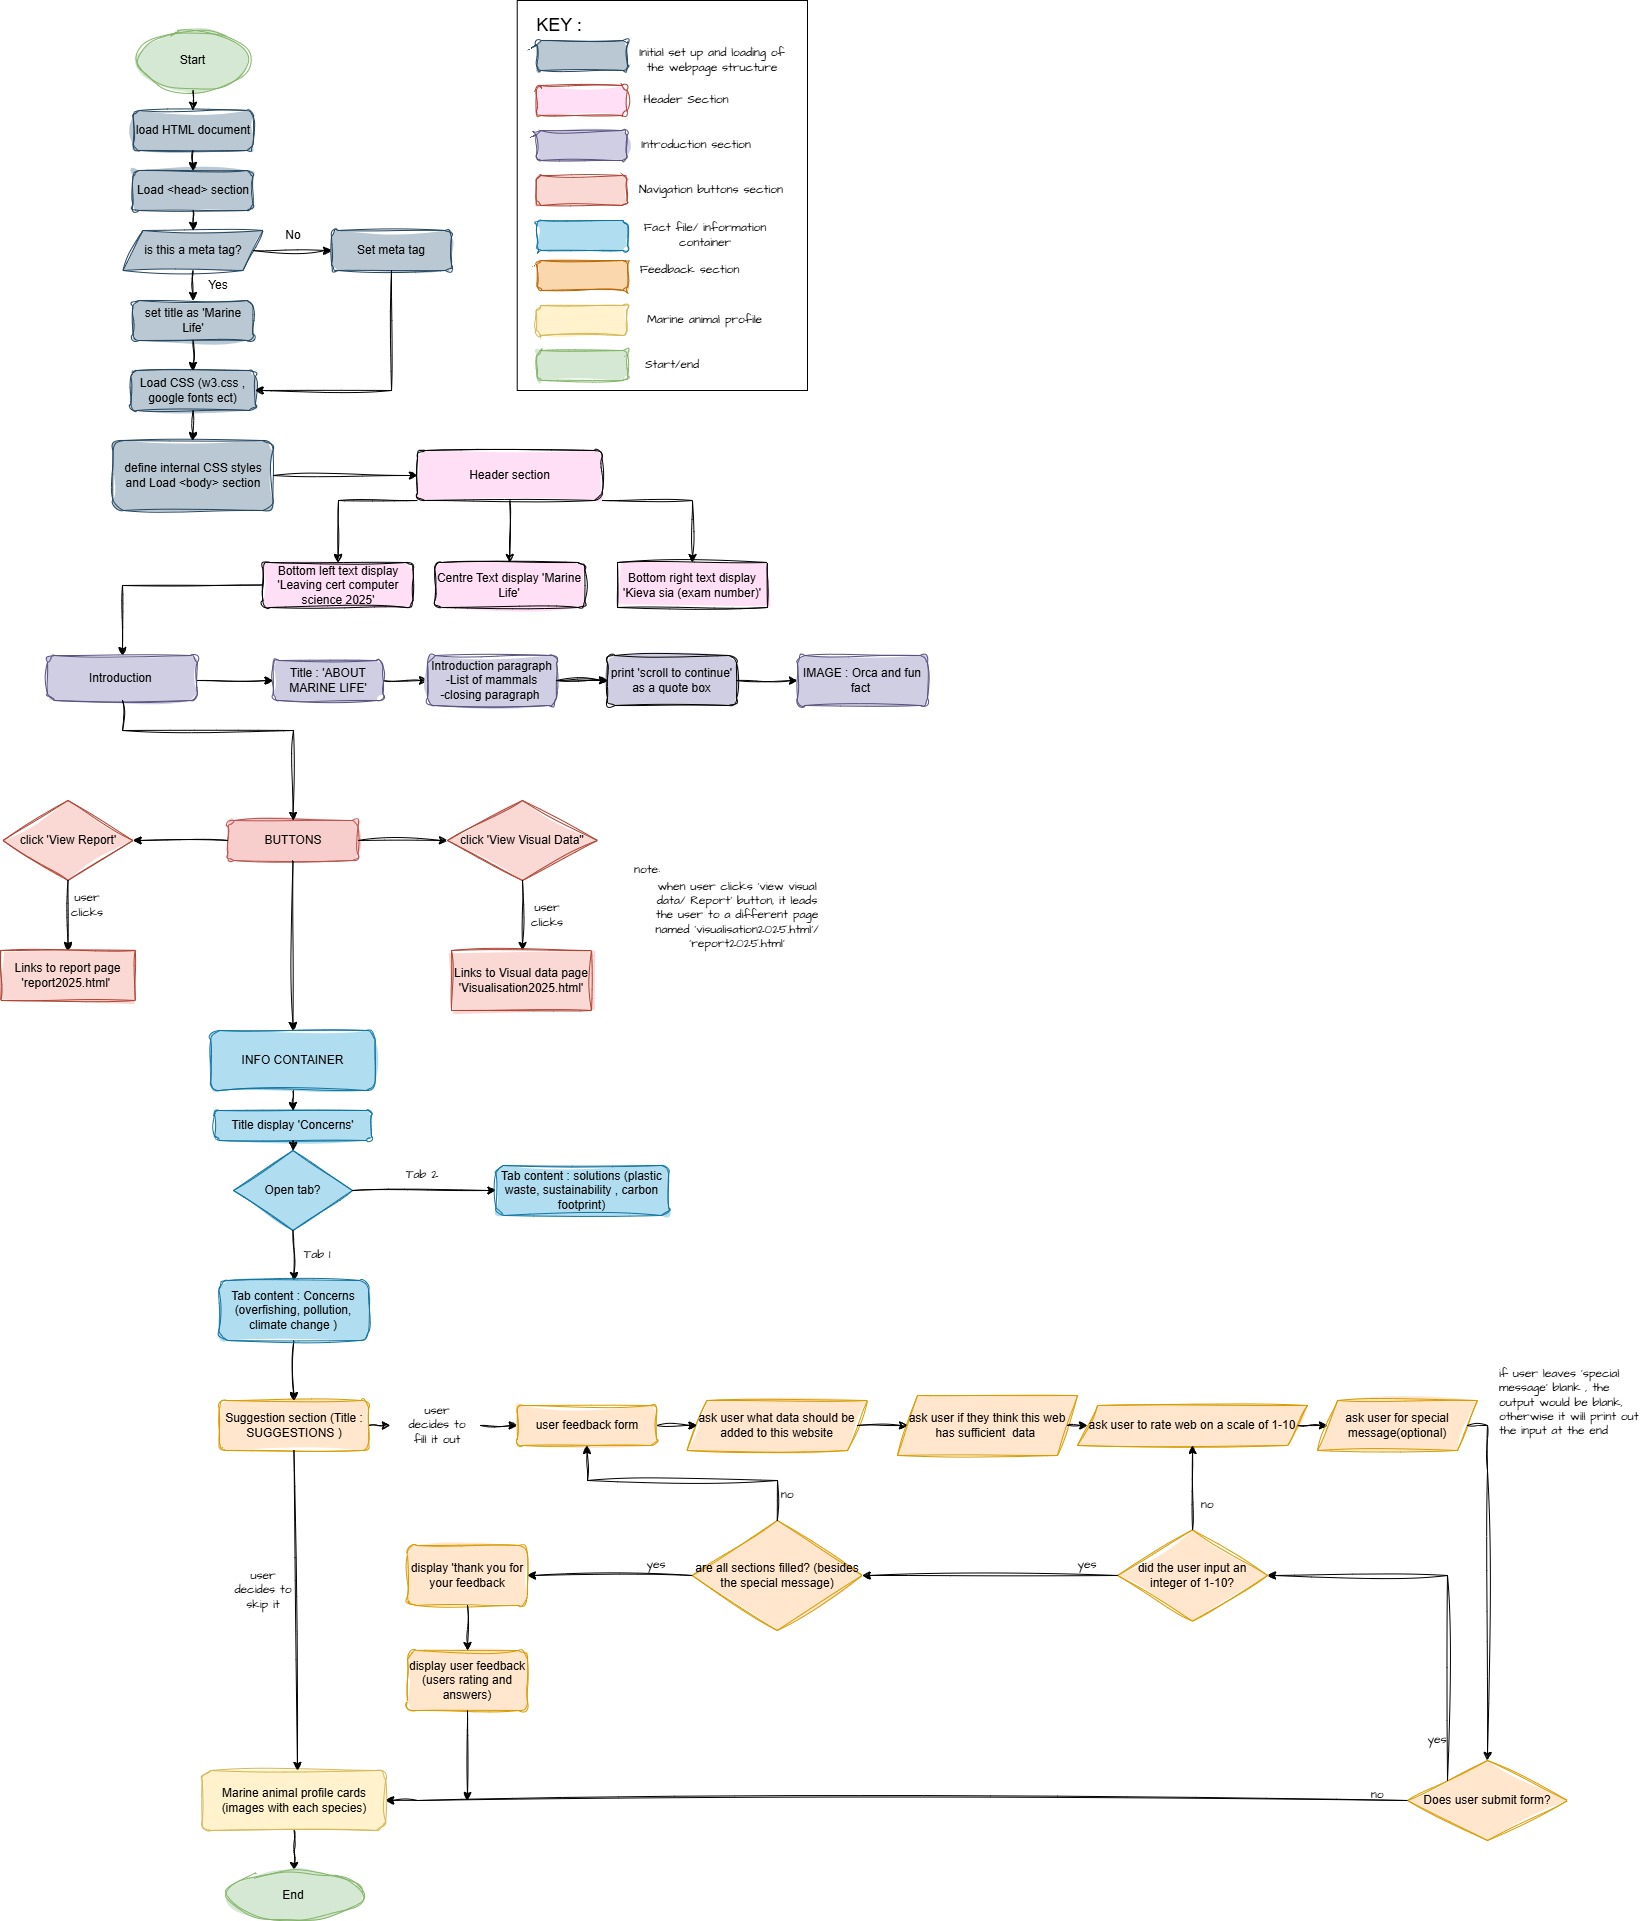 KEY :
Initial set up and loading of
the webpage structure
Header Section
Introduction section
Navigation buttons section
Fact file/ information
container
Feedback section
Marine animal profile
Start/end
Start
load HTML document
Load <head> section
is this a meta tag?
No
Set meta tag
Yes
set title as 'Marine
Life'
Load CSS (w3.css ,
google fonts ect)
define internal CSS styles
and Load <body> section
Header section
Bottom left text display
'Leaving cert computer
science 2025'
Centre Text display 'Marine
Life'
Bottom right text display
'Kieva sia (exam number)'
Introduction
Title : 'ABOUT
MARINE LIFE'
Introduction paragraph
-List of mammals
-closing paragraph
print 'scroll to continue'
as a quote box
IMAGE : Orca and fun
fact
click 'View Report'
BUTTONS
click 'View Visual Data"
user
clicks
user
clicks
note:
when user clicks 'view visual
data/ Report' button, it leads
the user to a different page
named 'visualisation2025.html'/
'report2025.html'
Links to report page
'report2025.html'
Links to Visual data page
'Visualisation2025.html'
INFO CONTAINER
Title display 'Concerns'
Open tab?
Tab 2
Tab content : solutions (plastic
waste, sustainability , carbon
footprint)
Tab 1
Tab content : Concerns
(overfishing, pollution,
climate change )
Suggestion section (Title :
SUGGESTIONS )
user
decides to
fill it out
user feedback form
ask user what data should be
added to this website
ask user if they think this web
has sufficient  data
ask user to rate web on a scale of 1-10
ask user for special
message(optional)
if user leaves 'special
message' blank , the
output would be blank,
otherwise it will print out
the input at the end
no
no
display 'thank you for
your feedback
yes
are all sections filled? (besides
the special message)
yes
did the user input an
integer of 1-10?
user
decides to
skip it
display user feedback
(users rating and
answers)
yes
Marine animal profile cards
(images with each species)
no
Does user submit form?
End